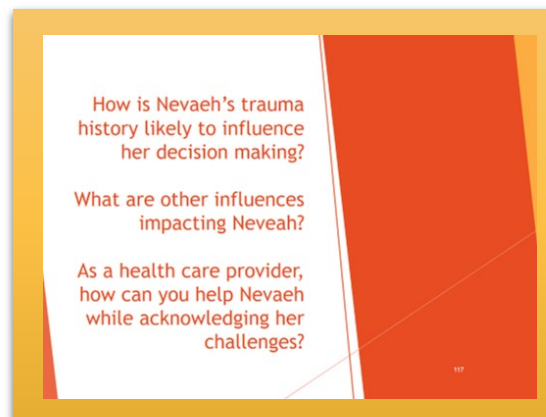 How is Nevaeh's trauma
history likely to influence
her decision making?
What are other influences
impacting Neveah?
As a health care provider,
how can you help Nevaeh
while acknowledging her
challenges?
117